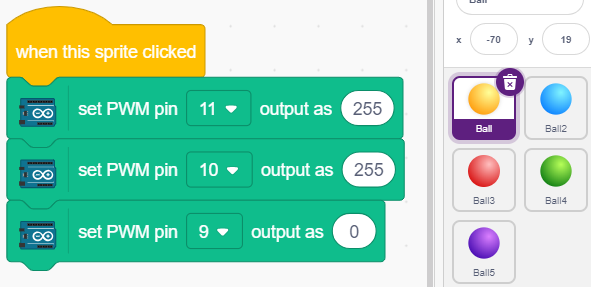 when this sprite clicked
set PWM pin 11 output as 255
set PWM pin 10 output as 255
set PWM pin 9 output as 0
Ball
x -70 y 19
Ball Ball2
Ball3 Ball4
Ball5